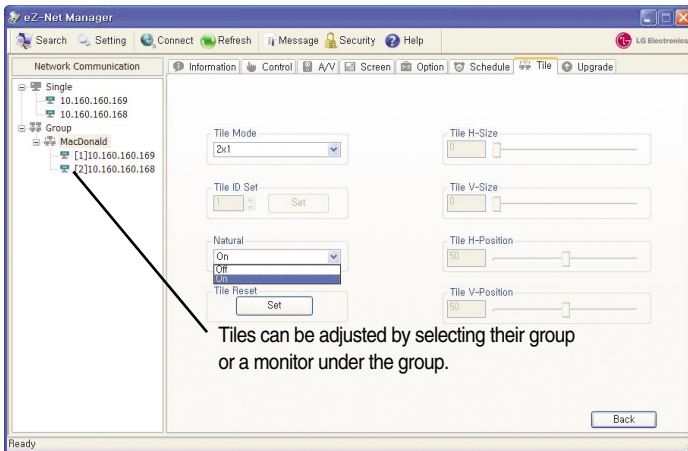 eZ-Net Manager
Search Setting Connect Refresh Message Security Help LG Electronics
Network Communication
Information Control A/V Screen Option Schedule Tile Upgrade
Single
10.160.160.169
10.160.160.168
Group
MacDonald
[1]10.160.160.169
[2]10.160.160.168
Tile Mode
2x1
Tile H-Size
0
Tile ID Set
1 Set
Tile V-Size
0
Natural
On
Off
On
Tile H-Position
50
Tile Reset
Set
Tile V-Position
50
Tiles can be adjusted by selecting their group
or a monitor under the group.
Back
Ready